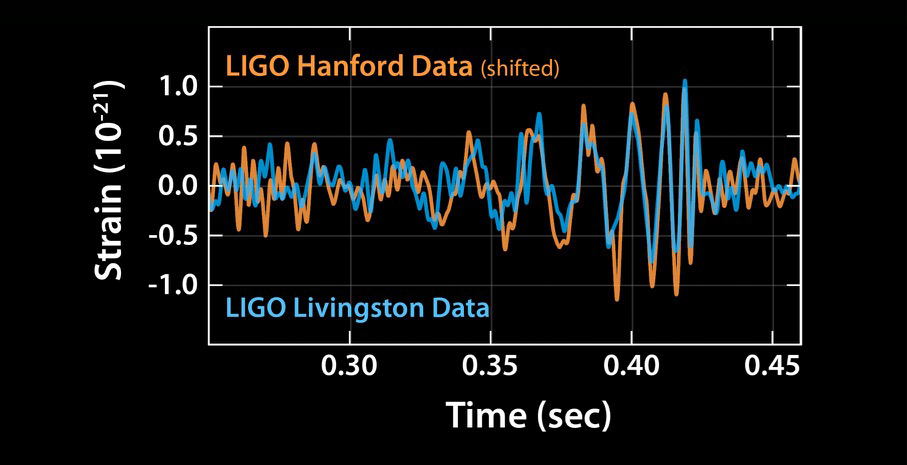 LIGO Hanford Data (shifted)
1.0
0.5
0.0
-0.5
-1.0
Strain (10⁻²¹)
LIGO Livingston Data
0.30 0.35 0.40 0.45
Time (sec)